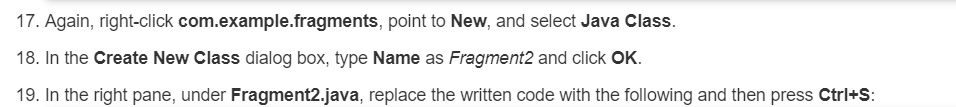 17. Again, right-click com.example.fragments, point to New, and select Java Class.
18. In the Create New Class dialog box, type Name as Fragment2 and click OK.
19. In the right pane, under Fragment2.java, replace the written code with the following and then press Ctrl+S: